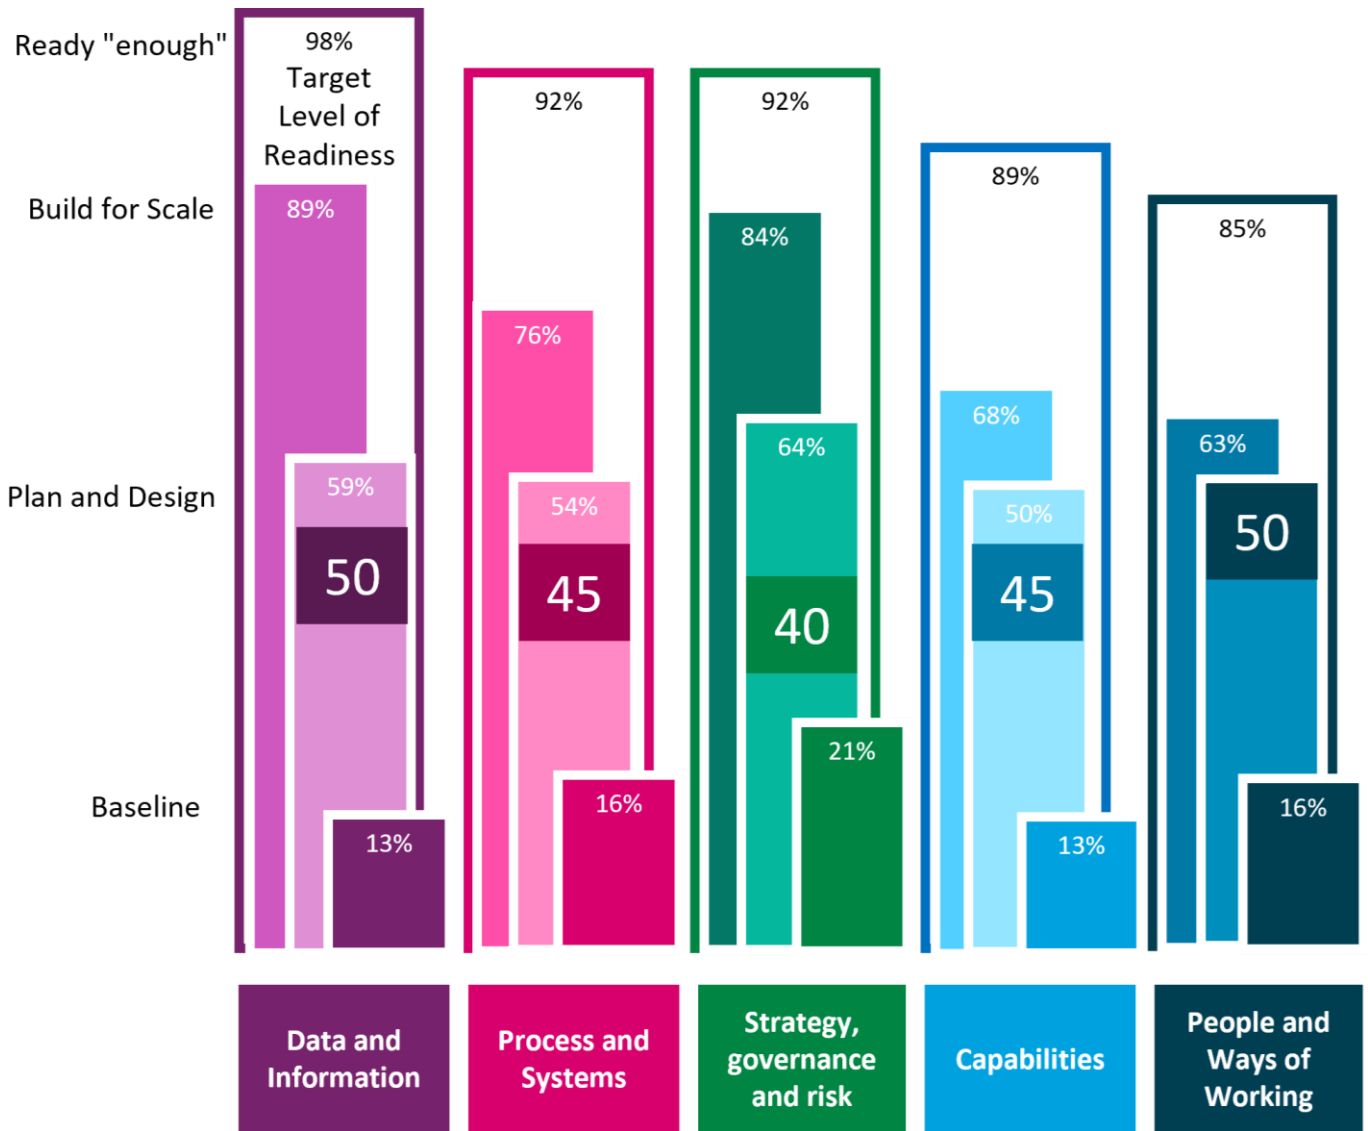 Ready "enough"
98%
Target
Level of
Readiness
92%
92%
89%
85%
Build for Scale
89%
76%
84%
68%
63%
Plan and Design
59%
54%
64%
50%
50
45
40
45
50
Baseline
13%
16%
21%
13%
16%
Data and
Information
Process and
Systems
Strategy,
governance
and risk
Capabilities
People and
Ways of
Working